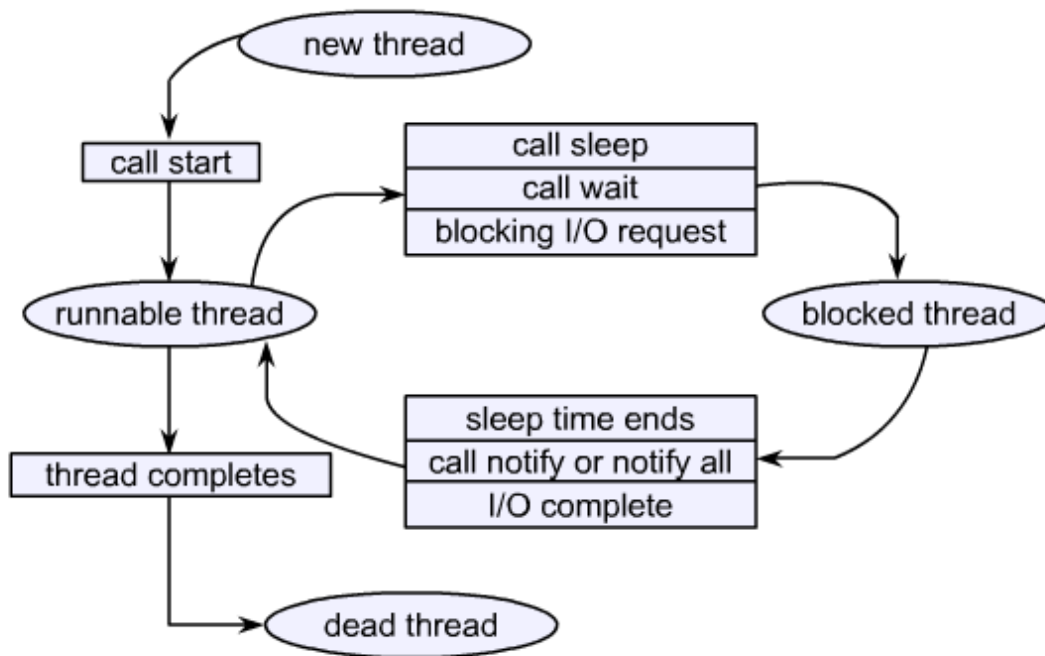 new thread
call start
call sleep
call wait
blocking I/O request
runnable thread
blocked thread
sleep time ends
call notify or notify all
I/O complete
thread completes
dead thread